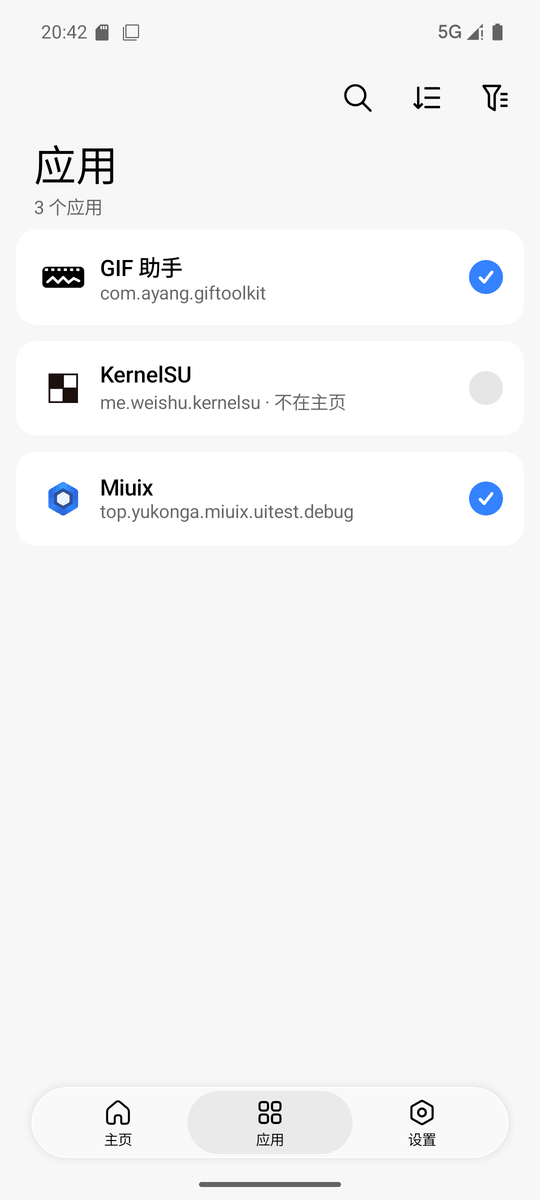 20:42
5G
应用
3 个应用
GIF 助手
com.ayang.giftoolkit
KernelSU
me.weishu.kernelsu · 不在主页
Miuix
top.yukonga.miuix.uitest.debug
主页
应用
设置